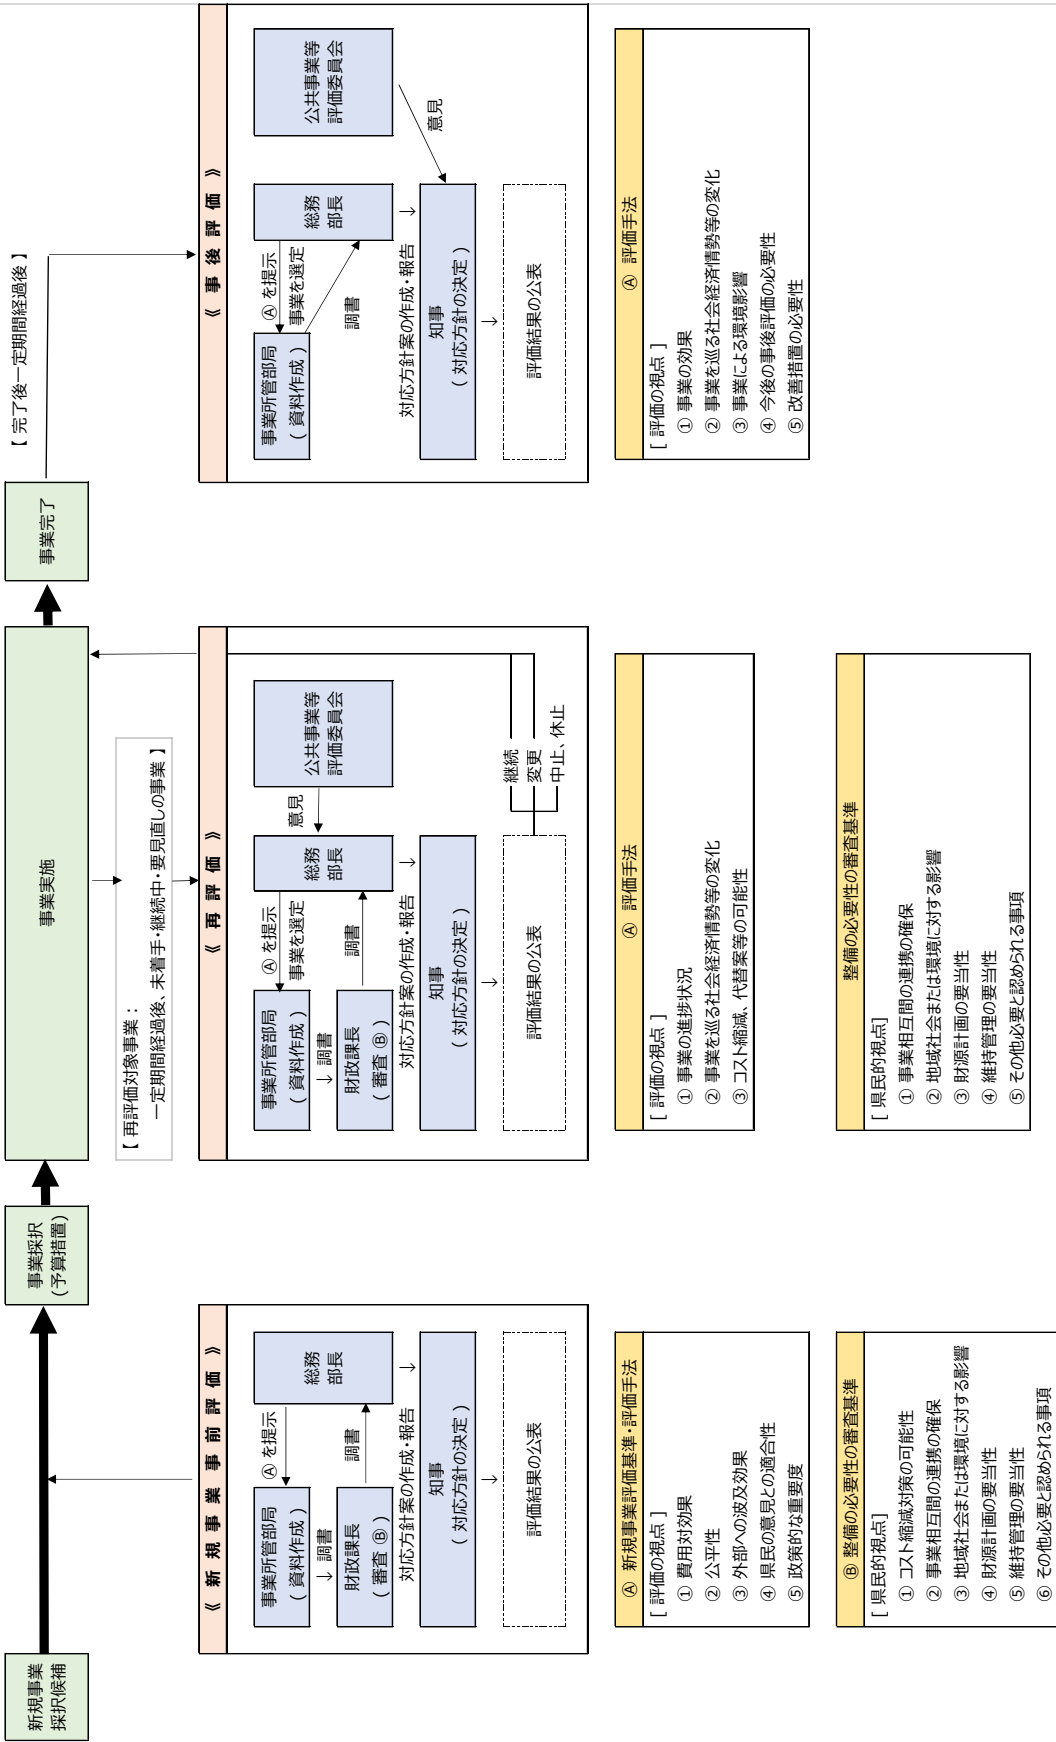 新規事業
採択候補
事業採択
(予算措置)
事業実施
事業完了
【 完了後一定期間経過後 】
【 再評価対象事業：
一定期間経過後、未着手・継続中・要見直しの事業 】
《 新 規 事 業 事 前 評 価 》
事業所管部局
( 資料作成 )
Ⓐ を提示
総務
部長
↓ 調書
財政課長
( 審査 Ⓑ )
調書
対応方針案の作成・報告 ↓
知事
( 対応方針の決定 )
↓
評価結果の公表
Ⓐ 新規事業評価基準・評価手法
[ 評価の視点 ]
① 費用対効果
② 公平性
③ 外部への波及効果
④ 県民の意見との適合性
⑤ 政策的な重要度
Ⓑ 整備の必要性の審査基準
[ 県民的視点]
① コスト縮減対策の可能性
② 事業相互間の連携の確保
③ 地域社会または環境に対する影響
④ 財源計画の要当性
⑤ 維持管理の要当性
⑥ その他必要と認められる事項
《 再 評 価 》
事業所管部局
( 資料作成 )
Ⓐ を提示
事業を選定
総務
部長
意見
公共事業等
評価委員会
↓ 調書
財政課長
( 審査 Ⓑ )
調書
対応方針案の作成・報告 ↓
知事
( 対応方針の決定 )
↓
評価結果の公表
継続
変更
中止、休止
Ⓐ 評価手法
[ 評価の視点 ]
① 事業の進捗状況
② 事業を巡る社会経済情勢等の変化
③ コスト縮減、代替案等の可能性
整備の必要性の審査基準
[ 県民的視点]
① 事業相互間の連携の確保
② 地域社会または環境に対する影響
③ 財源計画の要当性
④ 維持管理の要当性
⑤ その他必要と認められる事項
《 事 後 評 価 》
事業所管部局
( 資料作成 )
Ⓐ を提示
事業を選定
調書
総務
部長
公共事業等
評価委員会
意見
対応方針案の作成・報告 ↓
知事
( 対応方針の決定 )
↓
評価結果の公表
Ⓐ 評価手法
[ 評価の視点 ]
① 事業の効果
② 事業を巡る社会経済情勢等の変化
③ 事業による環境影響
④ 今後の事後評価の必要性
⑤ 改善措置の必要性